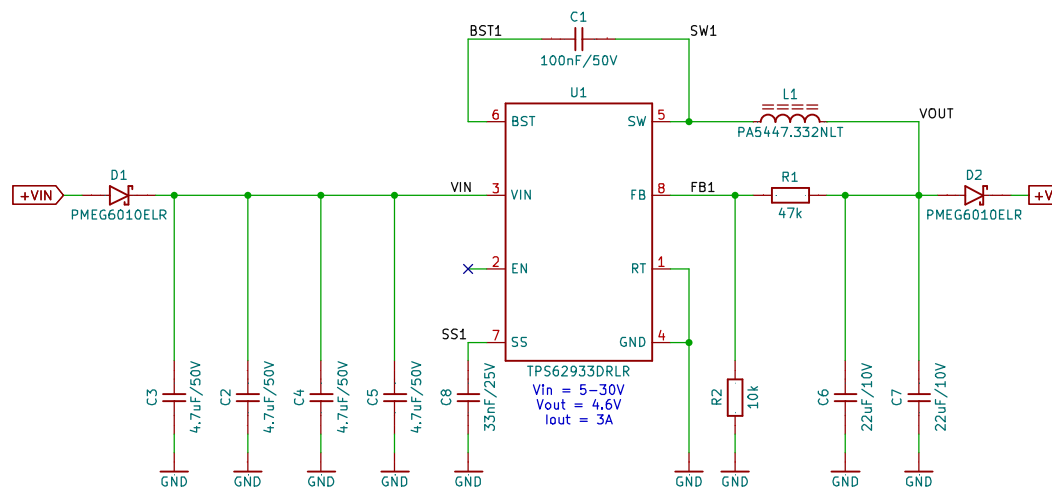 C1
BST1
SW1
100nF/50V
U1
L1
6
BST
SW
5
PA5447.332NLT
VOUT
D1
R1
D2
+VIN
VIN
3
VIN
FB
8
FB1
+V
PMEG6010ELR
47k
PMEG6010ELR
2
EN
RT
1
SS1
7
SS
GND
4
TPS62933DRLR
Vin = 5-30V
Vout = 4.6V
Iout = 3A
C3
4.7uF/50V
C2
4.7uF/50V
C4
4.7uF/50V
C5
4.7uF/50V
C8
33nF/25V
R2
10k
C6
22uF/10V
C7
22uF/10V
GND
GND
GND
GND
GND
GND
GND
GND
GND